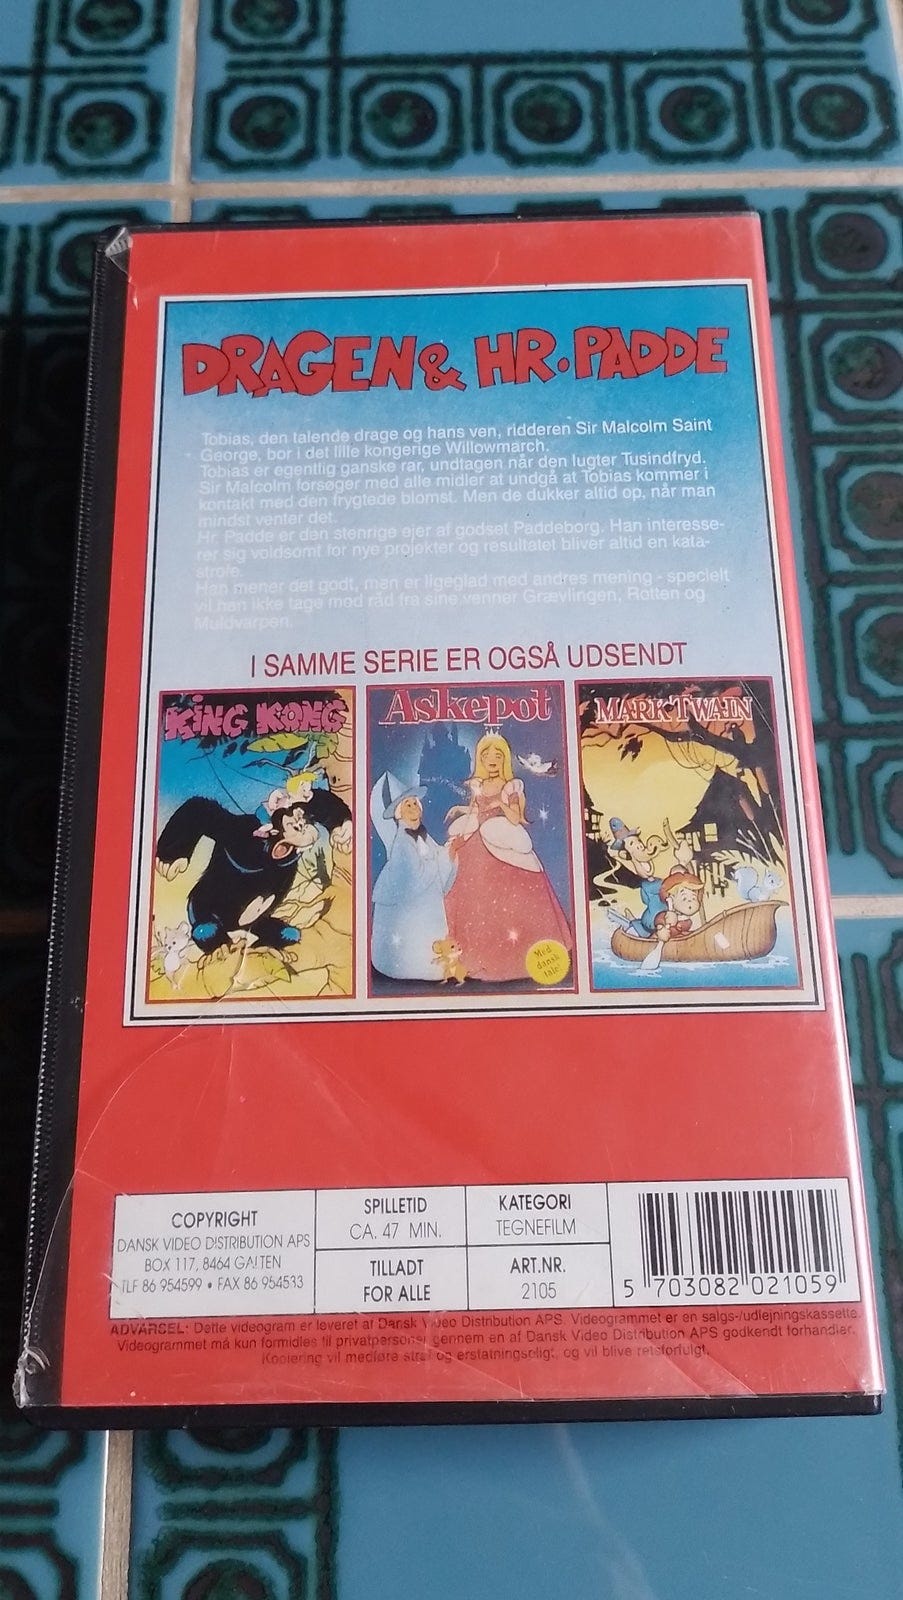 DRAGEN & HR. PADDE
Tobias, den talende drage og hans ven, ridderen Sir Malcolm Saint
George, bor i det lille kongerige Willowmarch.
Tobias er egentlig ganske rar, undtagen når den lugter Tusindfryd.
Sir Malcolm forsøger med alle midler at undgå at Tobias kommer i
kontakt med den frygtede blomst. Men de dukker altid op, når man
mindst venter det.
Hr. Padde er den stenrige ejer af godset Paddeborg. Han interesse-
rer sig voldsomt for nye projekter og resultatet bliver altid en kata-
strofe.
Han mener det godt, men er ligeglad med andres mening - specielt
vil han ikke tage mod råd fra sine venner Grævlingen, Rotten og
Muldvarpen.
I SAMME SERIE ER OGSÅ UDSENDT
KING KONG
Askepot
MARK TWAIN
Med
dansk
tale!
COPYRIGHT
DANSK VIDEO DISTRIBUTION APS
BOX 117, 8464 GALTEN
TLF 86 954599 • FAX 86 954533
SPILLETID
CA. 47 MIN.
KATEGORI
TEGNEFILM
TILLADT
FOR ALLE
ART.NR.
2105
5 703082 021059
ADVARSEL: Dette videogram er leveret af Dansk Video Distribution APS. Videogrammet er en salgs-/udlejningskassette.
Videogrammet må kun formidles til privatpersoner gennem en af Dansk Video Distribution APS godkendt forhandler.
Kopiering vil medføre straf og erstatningspligt, og vil blive retsforfulgt.